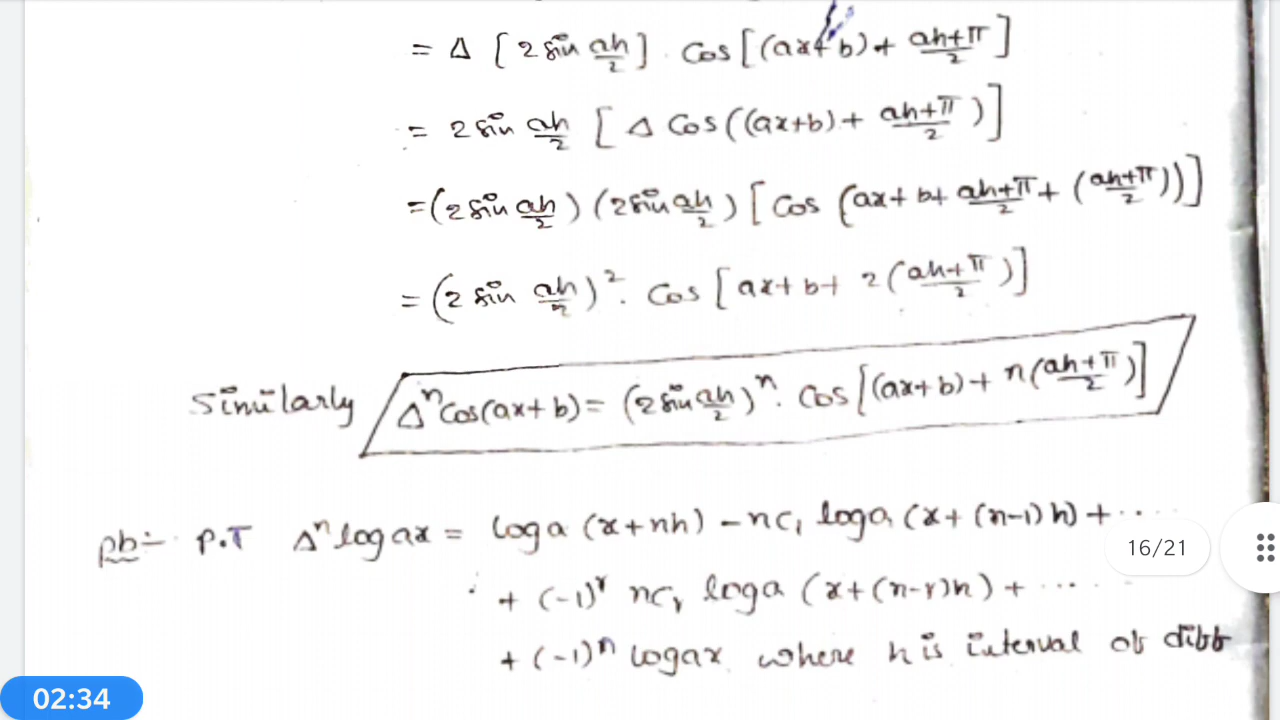 = Δ [2 sin ah/2] . Cos[(ax+b)+ (ah+π)/2]
= 2 sin ah/2 [Δ Cos((ax+b)+ (ah+π)/2)]
=(2 sin ah/2)(2 sin ah/2)[Cos (ax+b+ (ah+π)/2 + ((ah+π)/2))]
= (2 sin ah/2)². Cos [ax+b+ 2((ah+π)/2)]
Similarly Δⁿ Cos(ax+b) = (2 sin ah/2)ⁿ. Cos[(ax+b)+ n((ah+π)/2)]
pb:- P.T Δⁿ log ax = log a (x+nh) - nc₁ log a (x+(n-1)h)+ ....
16/21
+ (-1)ʳ ncᵣ log a (x+(n-r)h) + ....
+ (-1)ⁿ log ax where h is interval of diff
02:34